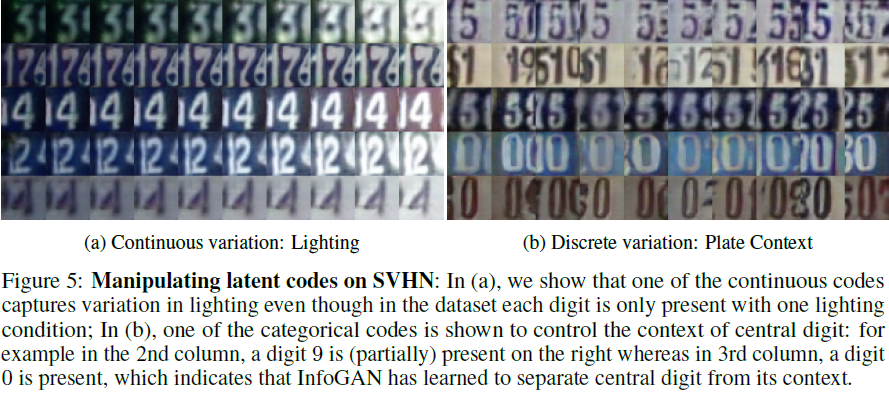 (a) Continuous variation: Lighting
(b) Discrete variation: Plate Context
Figure 5: Manipulating latent codes on SVHN: In (a), we show that one of the continuous codes
captures variation in lighting even though in the dataset each digit is only present with one lighting
condition; In (b), one of the categorical codes is shown to control the context of central digit: for
example in the 2nd column, a digit 9 is (partially) present on the right whereas in 3rd column, a digit
0 is present, which indicates that InfoGAN has learned to separate central digit from its context.